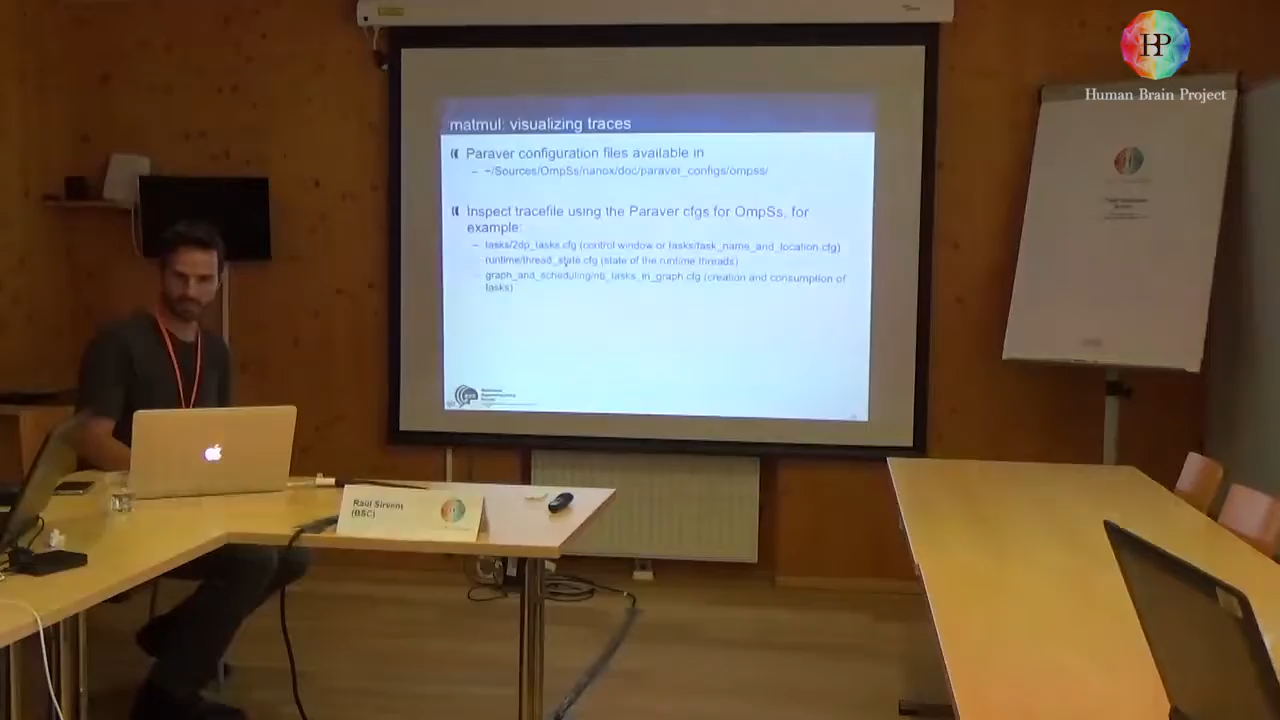 HP
Human Brain Project
matmul: visualizing traces
Paraver configuration files available in
– ~/Sources/OmpSs/nanox/doc/paraver_configs/ompss/
Inspect tracefile using the Paraver cfgs for OmpSs, for
example:
– tasks/2dp_tasks.cfg (control window or tasks/task_name_and_location.cfg)
– runtime/thread_state.cfg (state of the runtime threads)
– graph_and_scheduling/nb_tasks_in_graph.cfg (creation and consumption of
tasks)
Raül Sirvent
(BSC)